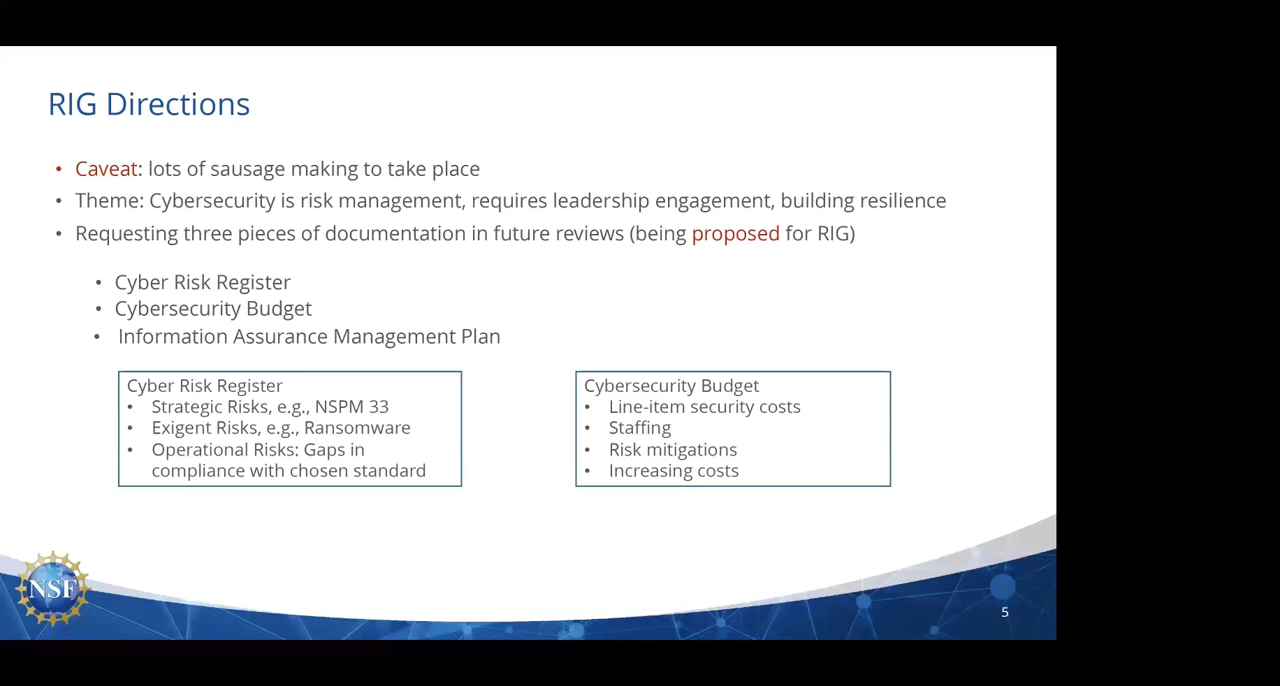 RIG Directions
• Caveat: lots of sausage making to take place
• Theme: Cybersecurity is risk management, requires leadership engagement, building resilience
• Requesting three pieces of documentation in future reviews (being proposed for RIG)
• Cyber Risk Register
• Cybersecurity Budget
• Information Assurance Management Plan
Cyber Risk Register
• Strategic Risks, e.g., NSPM 33
• Exigent Risks, e.g., Ransomware
• Operational Risks: Gaps in
compliance with chosen standard
Cybersecurity Budget
• Line-item security costs
• Staffing
• Risk mitigations
• Increasing costs
NSF
5